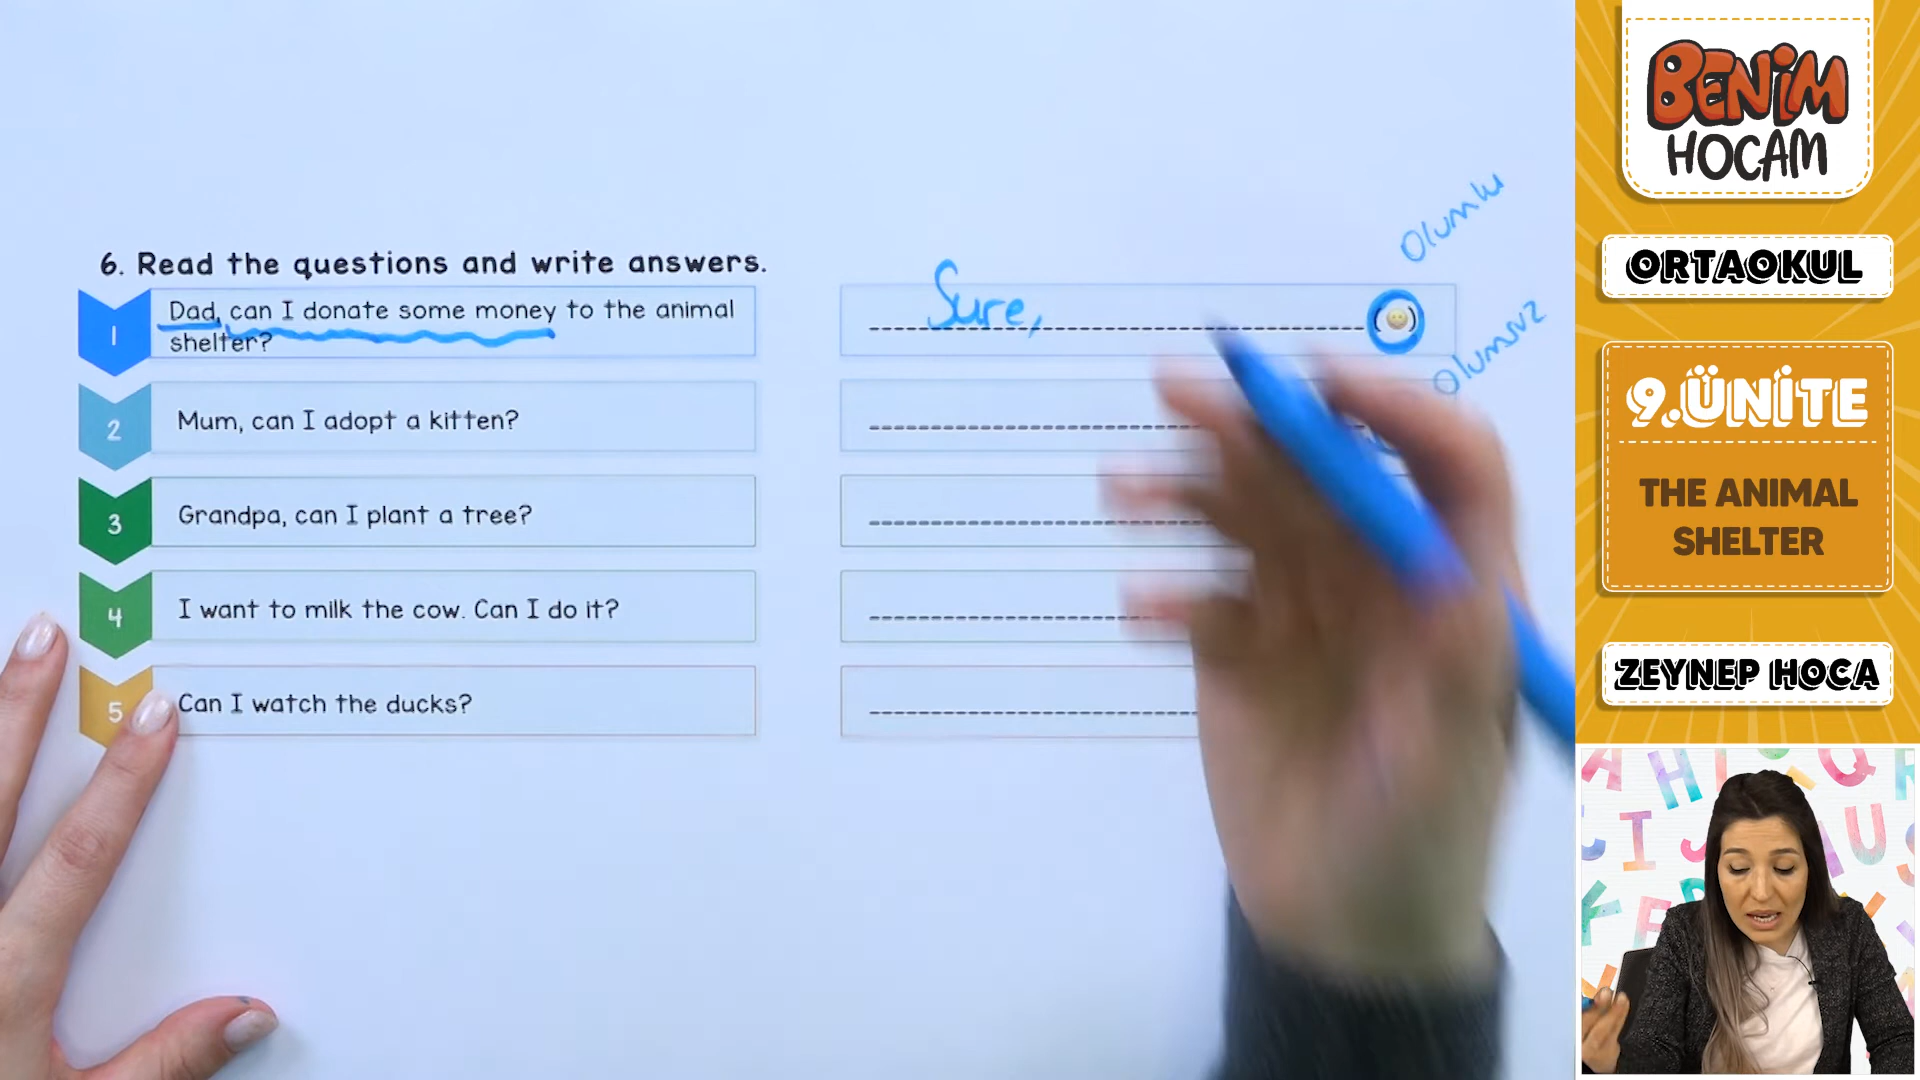 6. Read the questions and write answers.
1
Dad, can I donate some money to the animal
shelter?
Sure,
Olumlu
Olumsuz
2
Mum, can I adopt a kitten?
3
Grandpa, can I plant a tree?
4
I want to milk the cow. Can I do it?
5
Can I watch the ducks?
BENİM
HOCAM
ORTAOKUL
9.ÜNİTE
THE ANIMAL
SHELTER
ZEYNEP HOCA